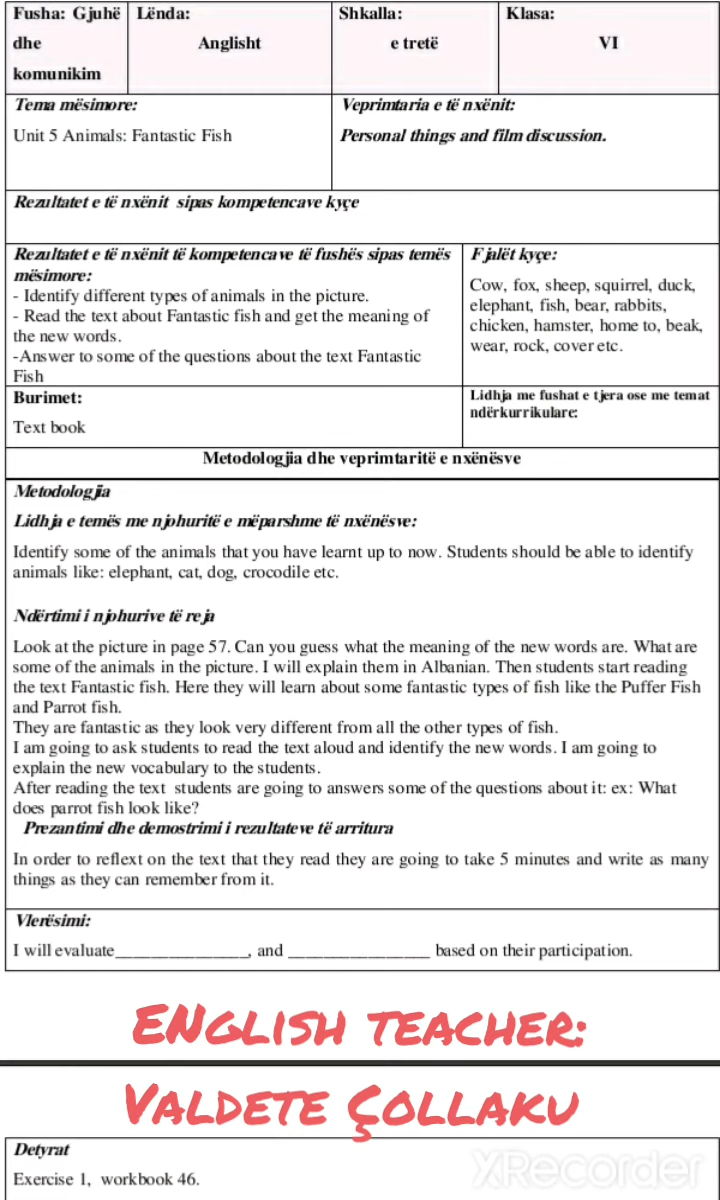 Fusha: Gjuhë dhe komunikim
Lënda:
Anglisht
Shkalla:
e tretë
Klasa:
VI
Tema mësimore:
Unit 5 Animals: Fantastic Fish
Veprimtaria e të nxënit:
Personal things and film discussion.
Rezultatet e të nxënit sipas kompetencave kyçe
Rezultatet e të nxënit të kompetencave të fushës sipas temës
mësimore:
- Identify different types of animals in the picture.
- Read the text about Fantastic fish and get the meaning of
the new words.
-Answer to some of the questions about the text Fantastic
Fish
Fjalët kyçe:
Cow, fox, sheep, squirrel, duck,
elephant, fish, bear, rabbits,
chicken, hamster, home to, beak,
wear, rock, cover etc.
Burimet:
Text book
Lidhja me fushat e tjera ose me temat
ndërkurrikulare:
Metodologjia dhe veprimtaritë e nxënësve
Metodologjia
Lidhja e temës me njohuritë e mëparshme të nxënësve:
Identify some of the animals that you have learnt up to now. Students should be able to identify
animals like: elephant, cat, dog, crocodile etc.
Ndërtimi i njohurive të reja
Look at the picture in page 57. Can you guess what the meaning of the new words are. What are
some of the animals in the picture. I will explain them in Albanian. Then students start reading
the text Fantastic fish. Here they will learn about some fantastic types of fish like the Puffer Fish
and Parrot fish.
They are fantastic as they look very different from all the other types of fish.
I am going to ask students to read the text aloud and identify the new words. I am going to
explain the new vocabulary to the students.
After reading the text students are going to answers some of the questions about it: ex: What
does parrot fish look like?
Prezantimi dhe demostrimi i rezultateve të arritura
In order to reflext on the text that they read they are going to take 5 minutes and write as many
things as they can remember from it.
Vlerësimi:
I will evaluate________________, and _________________ based on their participation.
ENGLISH TEACHER:
VALDETE ÇOLLAKU
Detyrat
Exercise 1, workbook 46.
XRecorder